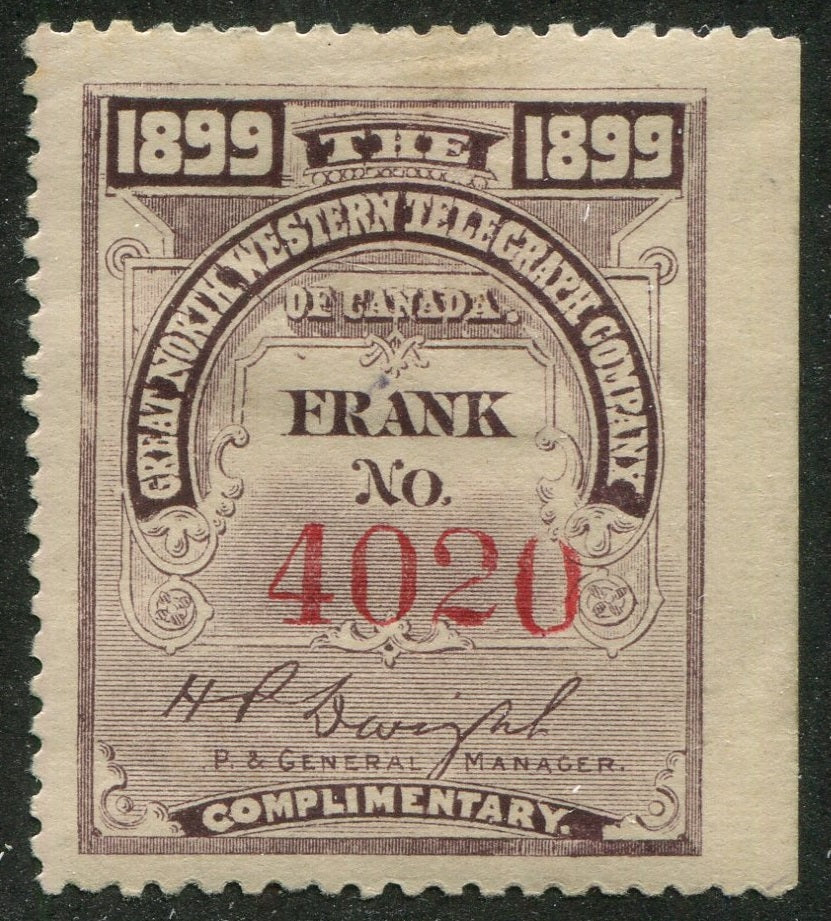 1899 THE 1899
GREAT NORTH WESTERN TELEGRAPH COMPANY
OF CANADA.
FRANK
No.
4020
H P Dwight
P. & GENERAL MANAGER.
COMPLIMENTARY.